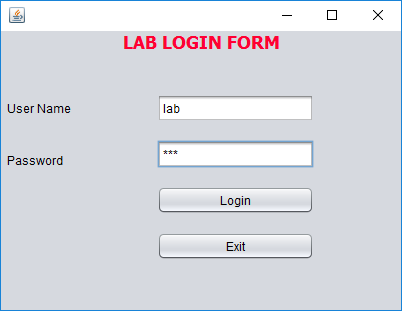 LAB LOGIN FORM
User Name lab
Password ***
Login
Exit